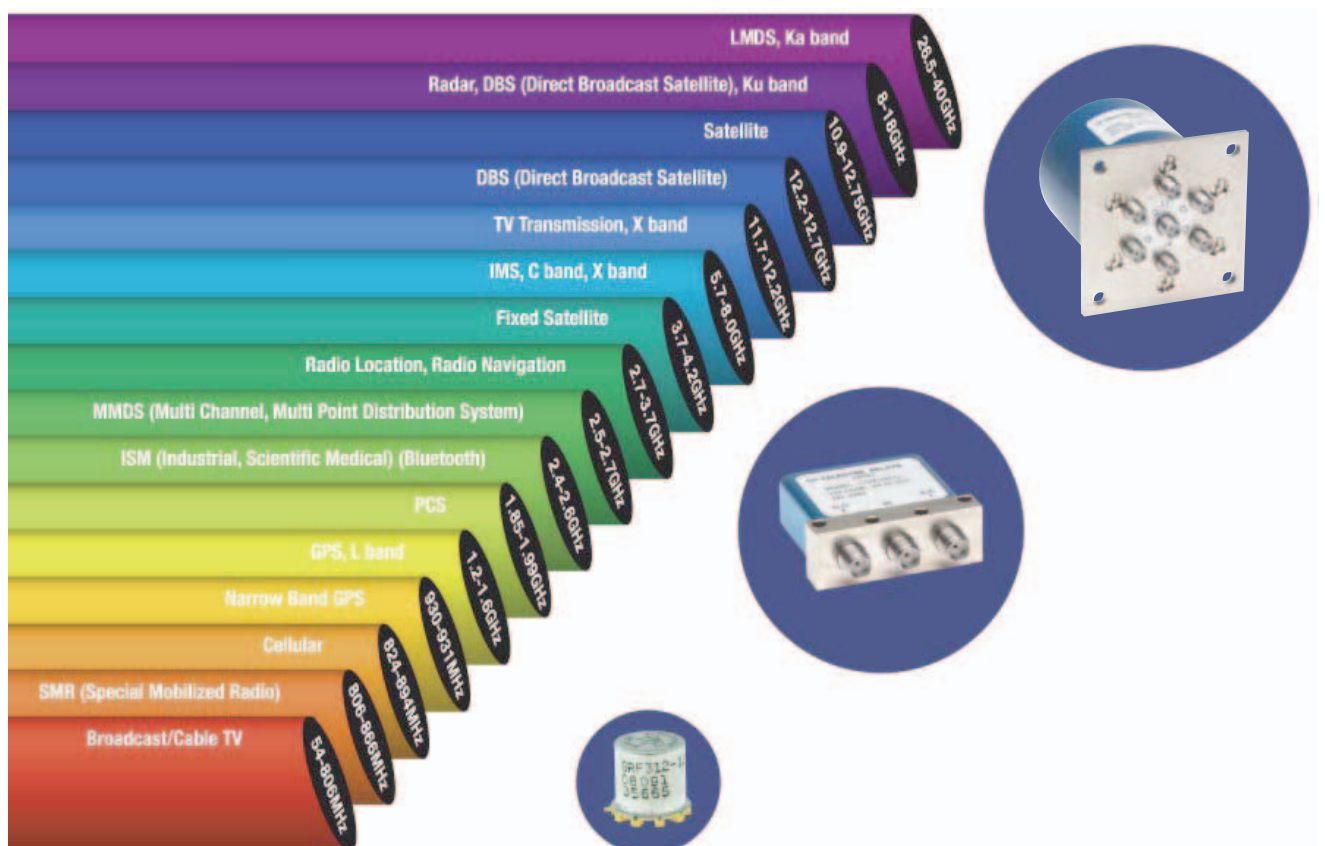 LMDS, Ka band
26.5-40GHz
Radar, DBS (Direct Broadcast Satellite), Ku band
8-18GHz
Satellite
10.9-12.75GHz
DBS (Direct Broadcast Satellite)
12.2-12.7GHz
TV Transmission, X band
11.7-12.2GHz
IMS, C band, X band
5.7-8.0GHz
Fixed Satellite
3.7-4.2GHz
Radio Location, Radio Navigation
2.7-3.7GHz
MMDS (Multi Channel, Multi Point Distribution System)
2.5-2.7GHz
ISM (Industrial, Scientific Medical) (Bluetooth)
2.4-2.6GHz
PCS
1.85-1.99GHz
GPS, L band
1.2-1.6GHz
Narrow Band GPS
930-931MHz
Cellular
824-894MHz
SMR (Special Mobilized Radio)
806-866MHz
Broadcast/Cable TV
54-806MHz